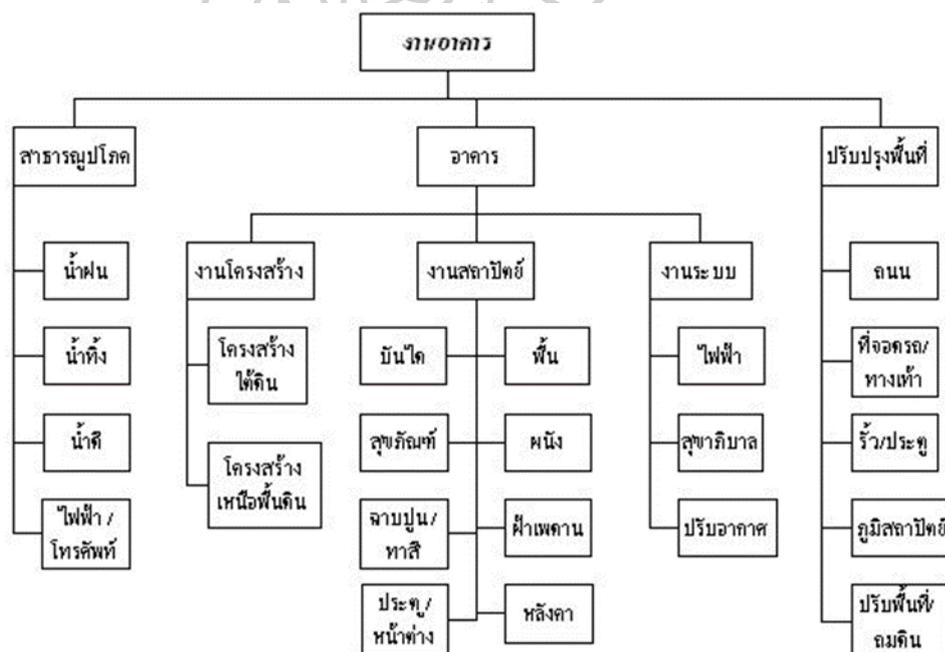 งานอาคาร
สาธารณูปโภค
อาคาร
ปรับปรุงพื้นที่
น้ำฝน
น้ำทิ้ง
น้ำดี
ไฟฟ้า /
โทรศัพท์
งานโครงสร้าง
โครงสร้าง
ใต้ดิน
โครงสร้าง
เหนือพื้นดิน
งานสถาปัตย์
บันได
พื้น
สุขภัณฑ์
ผนัง
ฉาบปูน /
ทาสี
ฝ้าเพดาน
ประตู /
หน้าต่าง
หลังคา
งานระบบ
ไฟฟ้า
สุขาภิบาล
ปรับอากาศ
ถนน
ที่จอดรถ/
ทางเท้า
รั้ว/ประตู
ภูมิสถาปัตย์
ปรับพื้นที่/
ถมดิน